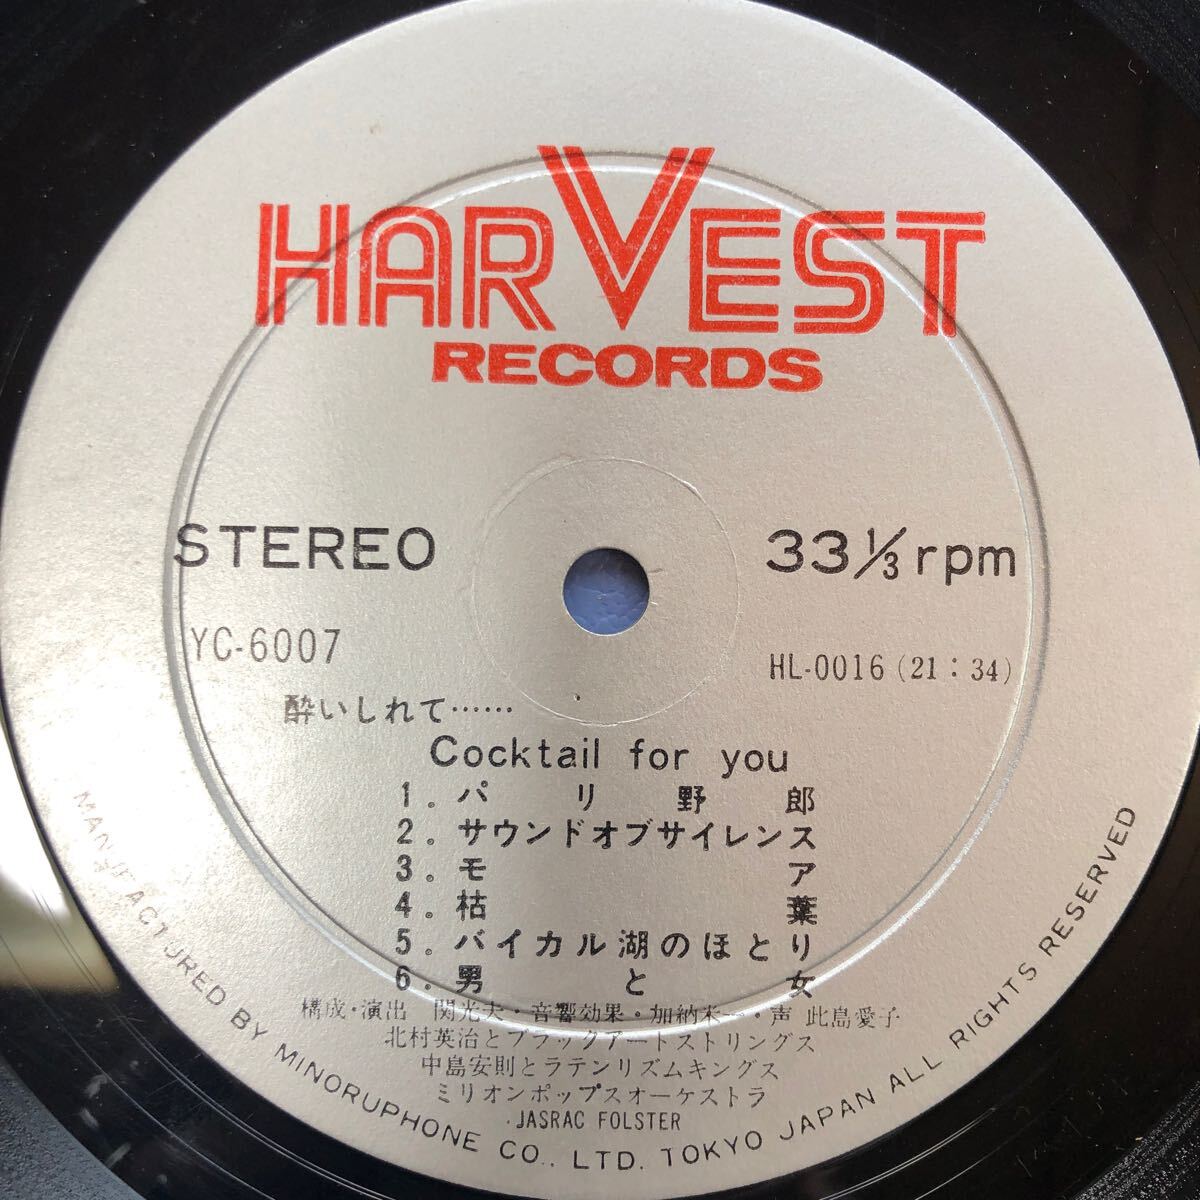 HARVEST
RECORDS
STEREO
33⅓rpm
YC-6007
HL-0016 (21:34)
酔いしれて……
Cocktail for you
1.パリ野郎
2.サウンドオブサイレンス
3.モア
4.枯葉
5.バイカル湖のほとり
6.男と女
構成・演出 関光夫・音響効果・加納米一・声 此島愛子
北村英治とブラックアートストリングス
中島安則とラテンリズムキングス
ミリオンポップスオーケストラ
JASRAC FOLSTER
MANUFACTURED BY MINORUPHONE CO., LTD. TOKYO JAPAN ALL RIGHTS RESERVED